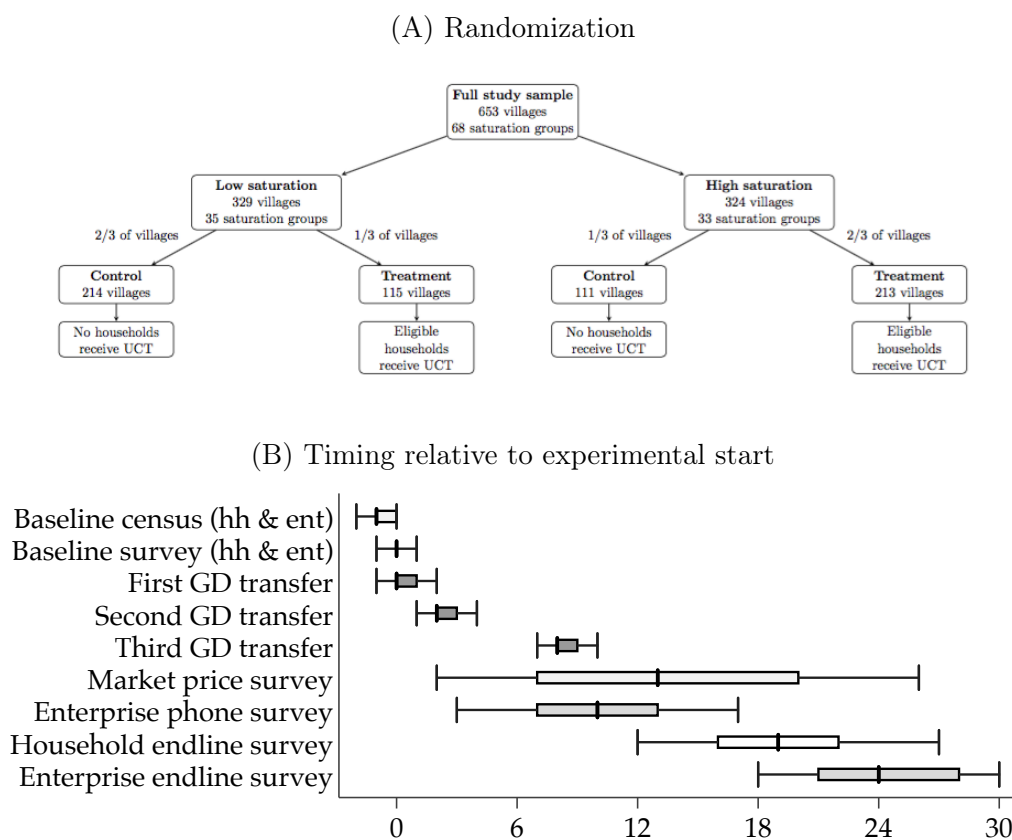 (A) Randomization
Full study sample
653 villages
68 saturation groups
Low saturation
329 villages
35 saturation groups
High saturation
324 villages
33 saturation groups
2/3 of villages
1/3 of villages
1/3 of villages
2/3 of villages
Control
214 villages
Treatment
115 villages
Control
111 villages
Treatment
213 villages
No households
receive UCT
Eligible
households
receive UCT
No households
receive UCT
Eligible
households
receive UCT
(B) Timing relative to experimental start
Baseline census (hh & ent)
Baseline survey (hh & ent)
First GD transfer
Second GD transfer
Third GD transfer
Market price survey
Enterprise phone survey
Household endline survey
Enterprise endline survey
0 6 12 18 24 30